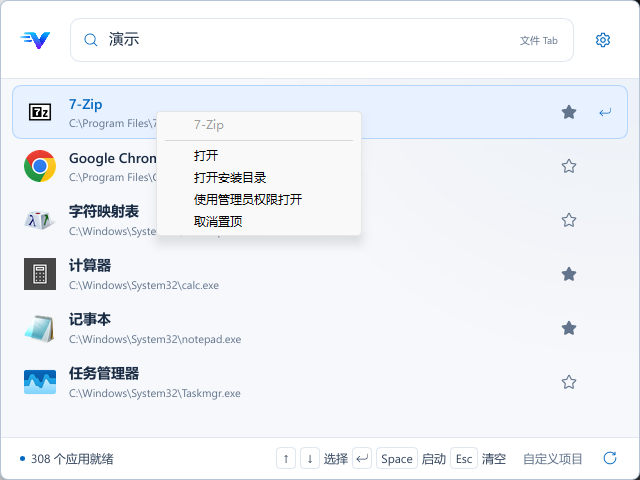 演示
文件 Tab
7-Zip
C:\Program Files\7
7-Zip
打开
打开安装目录
使用管理员权限打开
取消置顶
Google Chrom
C:\Program Files\
字符映射表
C:\Windows\System32\
计算器
C:\Windows\System32\calc.exe
记事本
C:\Windows\System32\notepad.exe
任务管理器
C:\Windows\System32\Taskmgr.exe
308 个应用就绪
↑ ↓ 选择 ↵ Space 启动 Esc 清空 自定义项目